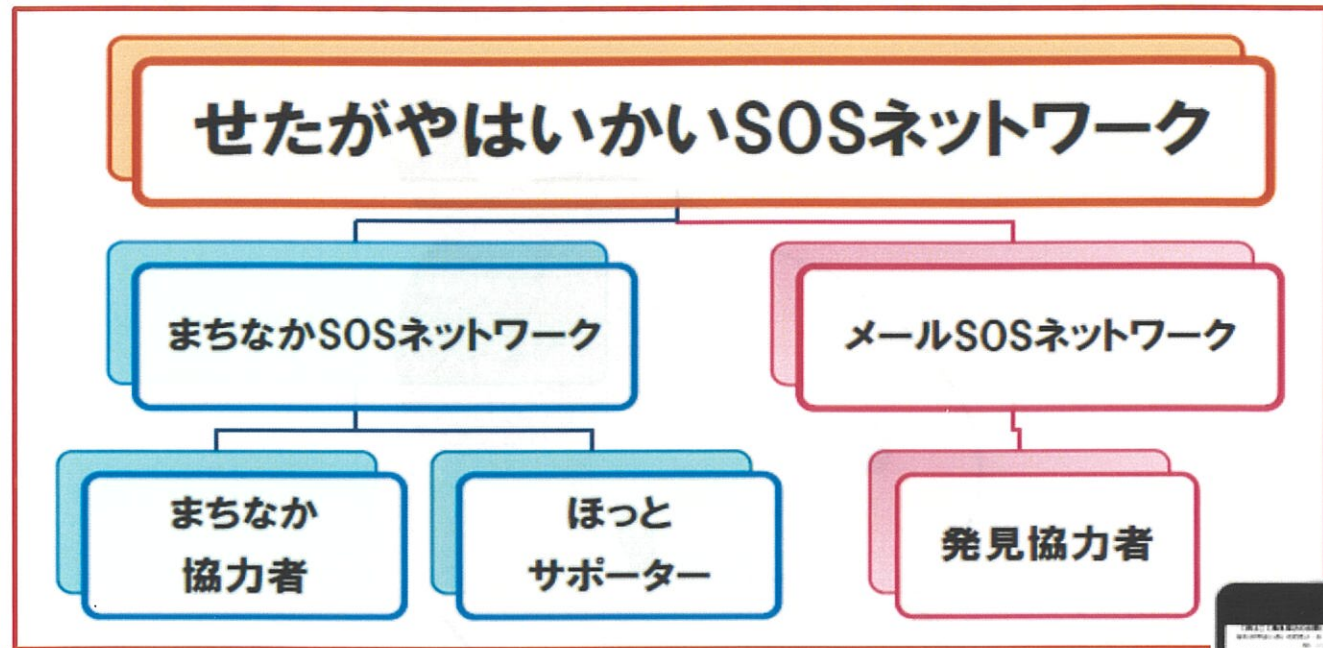 せたがやはいかいSOSネットワーク
まちなかSOSネットワーク
メールSOSネットワーク
まちなか
協力者
ほっと
サポーター
発見協力者